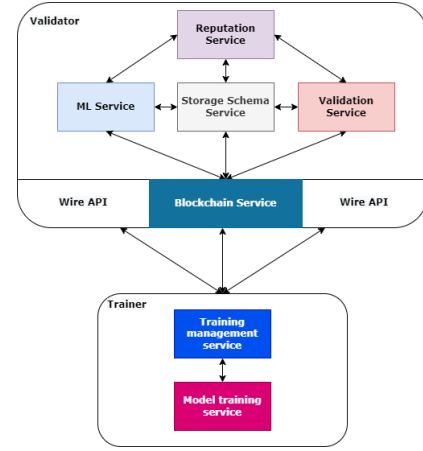 Validator
Reputation
Service
ML Service
Storage Schema
Service
Validation
Service
Wire API
Blockchain Service
Wire API
Trainer
Training
management
service
Model training
service